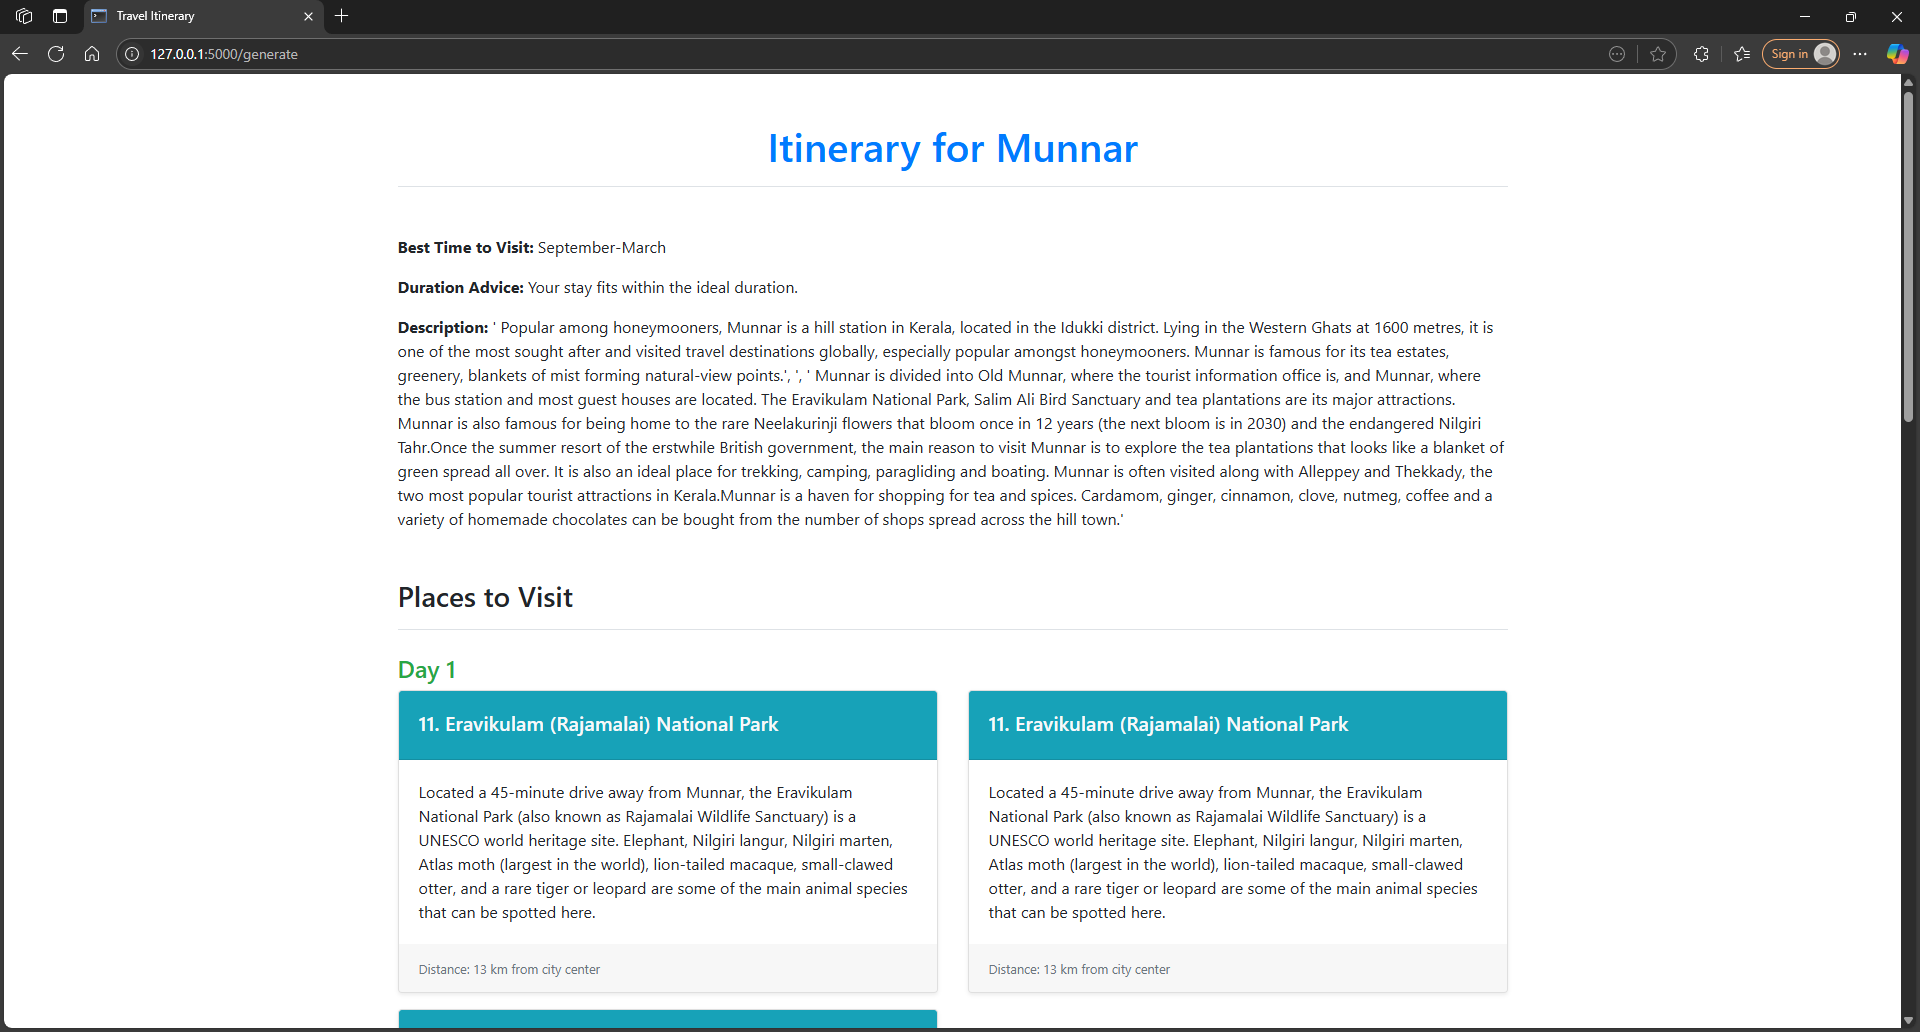 Travel Itinerary
127.0.0.1:5000/generate
Sign in
Itinerary for Munnar
Best Time to Visit: September-March
Duration Advice: Your stay fits within the ideal duration.
Description: ' Popular among honeymooners, Munnar is a hill station in Kerala, located in the Idukki district. Lying in the Western Ghats at 1600 metres, it is
one of the most sought after and visited travel destinations globally, especially popular amongst honeymooners. Munnar is famous for its tea estates,
greenery, blankets of mist forming natural-view points.', ', ' Munnar is divided into Old Munnar, where the tourist information office is, and Munnar, where
the bus station and most guest houses are located. The Eravikulam National Park, Salim Ali Bird Sanctuary and tea plantations are its major attractions.
Munnar is also famous for being home to the rare Neelakurinji flowers that bloom once in 12 years (the next bloom is in 2030) and the endangered Nilgiri
Tahr.Once the summer resort of the erstwhile British government, the main reason to visit Munnar is to explore the tea plantations that looks like a blanket of
green spread all over. It is also an ideal place for trekking, camping, paragliding and boating. Munnar is often visited along with Alleppey and Thekkady, the
two most popular tourist attractions in Kerala.Munnar is a haven for shopping for tea and spices. Cardamom, ginger, cinnamon, clove, nutmeg, coffee and a
variety of homemade chocolates can be bought from the number of shops spread across the hill town.'
Places to Visit
Day 1
11. Eravikulam (Rajamalai) National Park
Located a 45-minute drive away from Munnar, the Eravikulam
National Park (also known as Rajamalai Wildlife Sanctuary) is a
UNESCO world heritage site. Elephant, Nilgiri langur, Nilgiri marten,
Atlas moth (largest in the world), lion-tailed macaque, small-clawed
otter, and a rare tiger or leopard are some of the main animal species
that can be spotted here.
Distance: 13 km from city center
11. Eravikulam (Rajamalai) National Park
Located a 45-minute drive away from Munnar, the Eravikulam
National Park (also known as Rajamalai Wildlife Sanctuary) is a
UNESCO world heritage site. Elephant, Nilgiri langur, Nilgiri marten,
Atlas moth (largest in the world), lion-tailed macaque, small-clawed
otter, and a rare tiger or leopard are some of the main animal species
that can be spotted here.
Distance: 13 km from city center